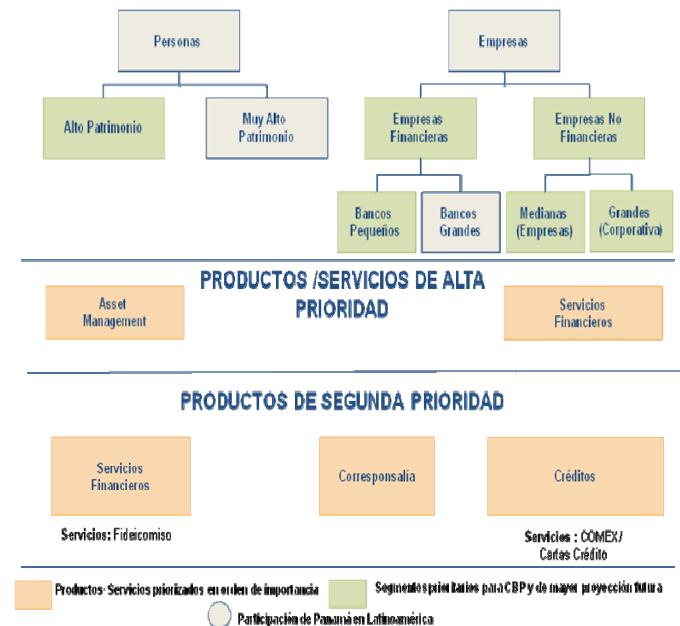 Personas
Empresas
Alto Patrimonio
Muy Alto
Patrimonio
Empresas
Financieras
Empresas No
Financieras
Bancos
Pequeños
Bancos
Grandes
Medianas
(Empresas)
Grandes
(Corporativa)
PRODUCTOS /SERVICIOS DE ALTA
PRIORIDAD
Asset
Management
Servicios
Financieros
PRODUCTOS DE SEGUNDA PRIORIDAD
Servicios
Financieros
Corresponsalía
Créditos
Servicios: Fideicomiso
Servicios : COMEX/
Cartas Crédito
Productos- Servicios priorizados en orden de importancia
Segmentos prioritarios para CBP y de mayor proyección futura
Participación de Panamá en Latinoamérica